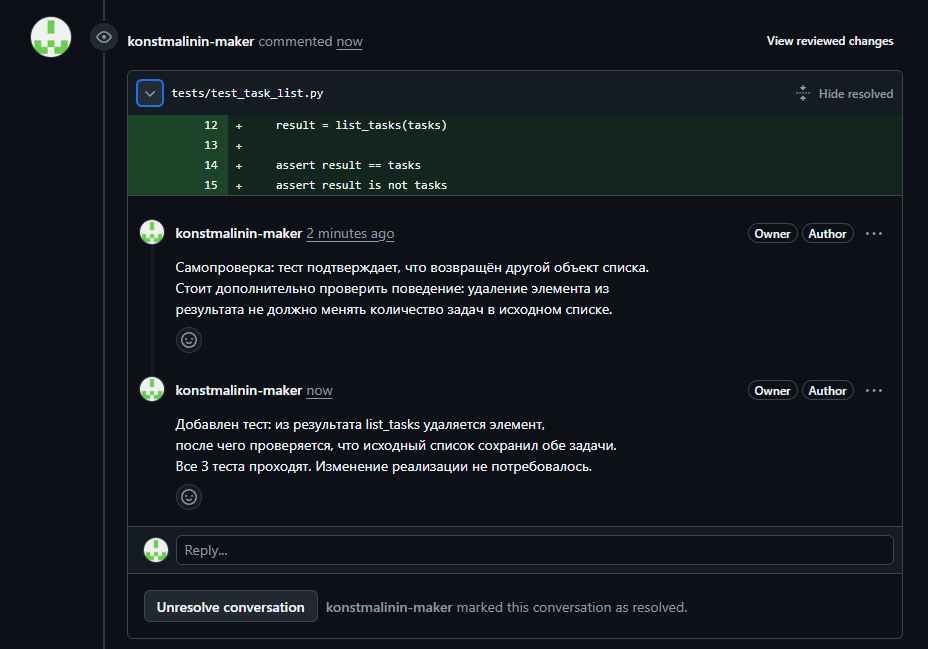 konstmalinin-maker commented now
View reviewed changes
tests/test_task_list.py
Hide resolved
12 + result = list_tasks(tasks)
13 +
14 + assert result == tasks
15 + assert result is not tasks
konstmalinin-maker 2 minutes ago
Owner Author
Самопроверка: тест подтверждает, что возвращён другой объект списка.
Стоит дополнительно проверить поведение: удаление элемента из
результата не должно менять количество задач в исходном списке.
konstmalinin-maker now
Owner Author
Добавлен тест: из результата list_tasks удаляется элемент,
после чего проверяется, что исходный список сохранил обе задачи.
Все 3 теста проходят. Изменение реализации не потребовалось.
Reply...
Unresolve conversation
konstmalinin-maker marked this conversation as resolved.